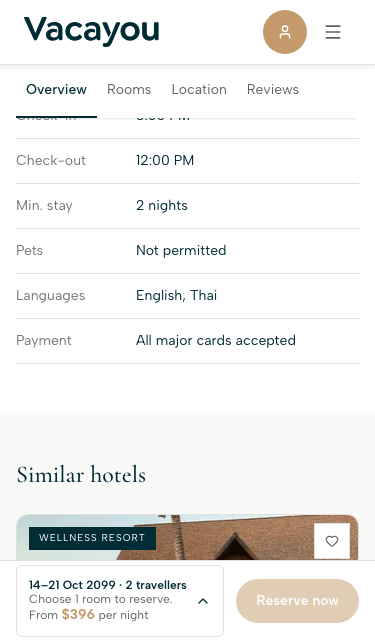 Vacayou
Overview Rooms Location Reviews
Check-out 12:00 PM
Min. stay 2 nights
Pets Not permitted
Languages English, Thai
Payment All major cards accepted
Similar hotels
WELLNESS RESORT
14–21 Oct 2099 · 2 travellers
Choose 1 room to reserve.
From $396 per night
Reserve now